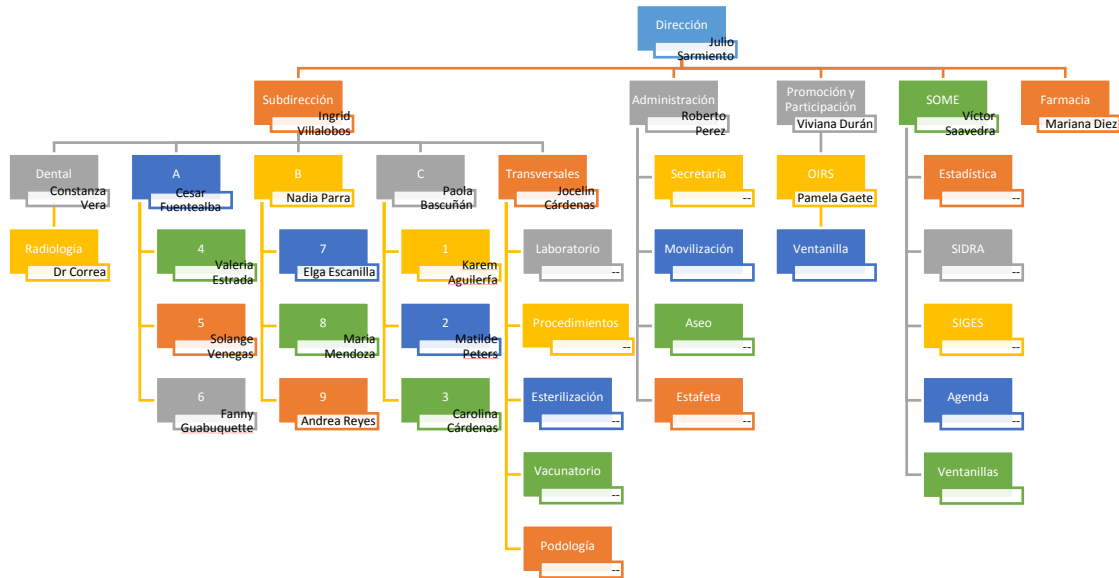 Dirección
Julio
Sarmiento
Subdirección
Ingrid
Villalobos
Administración
Roberto
Perez
Promoción y
Participación
Viviana Durán
SOME
Víctor
Saavedra
Farmacia
Mariana Diez
Dental
Constanza
Vera
A
Cesar
Fuentealba
B
Nadia Parra
C
Paola
Bascuñán
Transversales
Jocelin
Cárdenas
Secretaría
--
OIRS
Pamela Gaete
Estadística
--
Radiología
Dr Correa
4
Valeria
Estrada
7
Elga Escanilla
1
Karem
Aguilerfa
Laboratorio
--
Movilización
Ventanilla
SIDRA
--
5
Solange
Venegas
8
Maria
Mendoza
2
Matilde
Peters
Procedimientos
--
Aseo
--
SIGES
--
6
Fanny
Guabuquette
9
Andrea Reyes
3
Carolina
Cárdenas
Esterilización
--
Estafeta
--
Agenda
--
Vacunatorio
--
Ventanillas
--
Podología
--